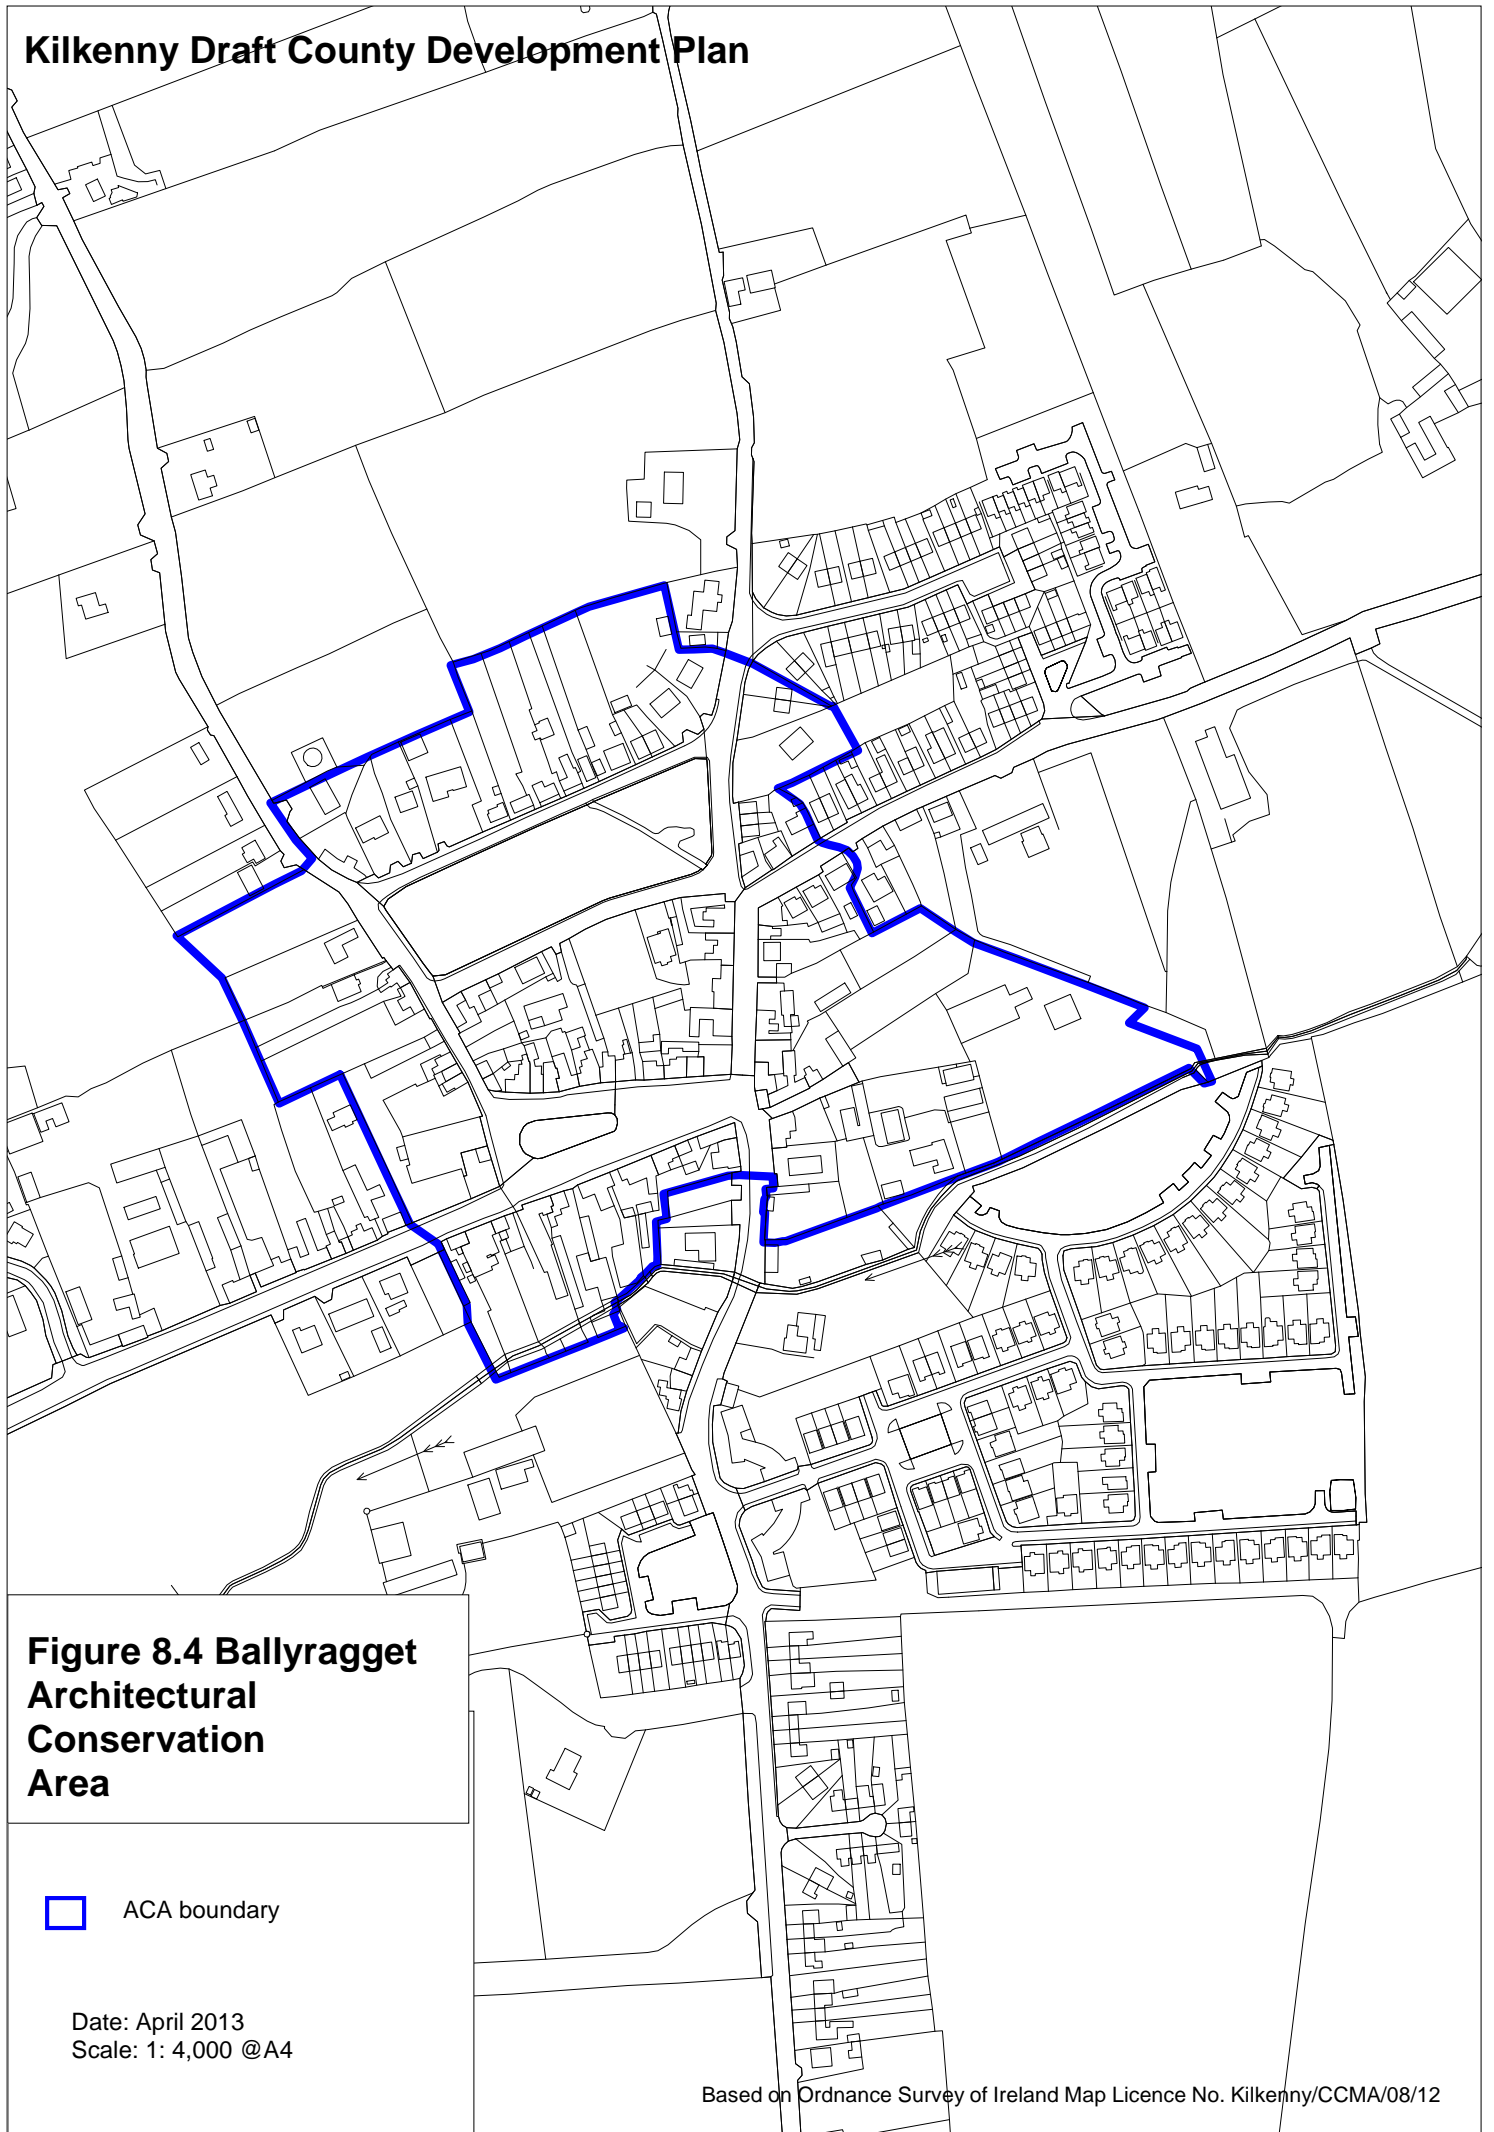 Kilkenny Draft County Development Plan
Figure 8.4 Ballyragget
Architectural
Conservation
Area
ACA boundary
Date: April 2013
Scale: 1: 4,000 @A4
Based on Ordnance Survey of Ireland Map Licence No. Kilkenny/CCMA/08/12